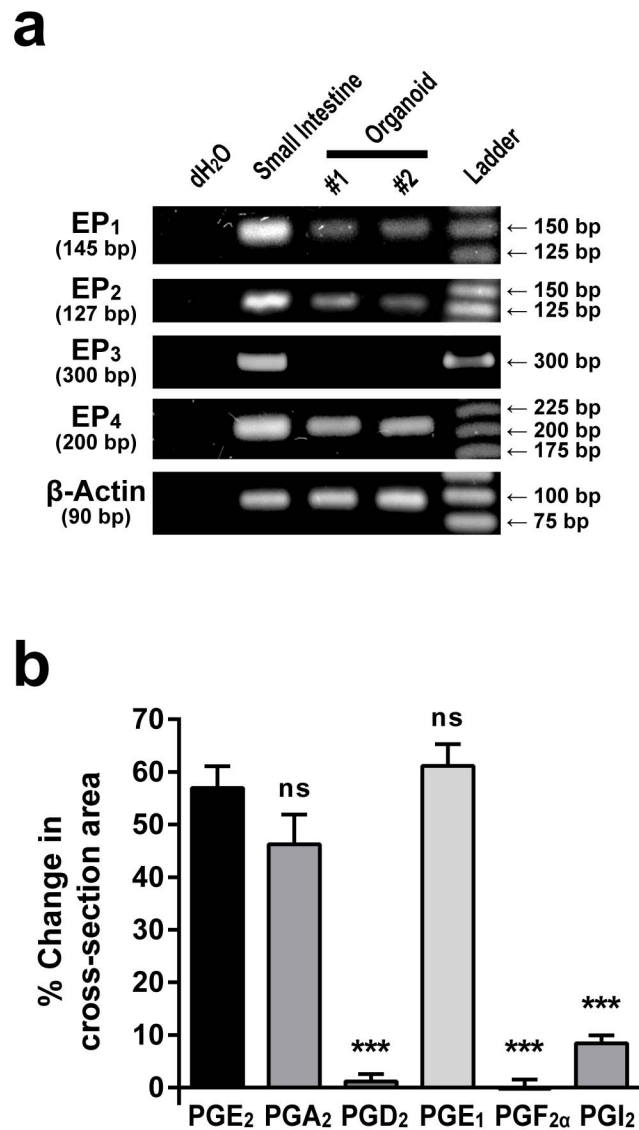 a
dH₂O Small Intestine Organoid Ladder
#1 #2
EP₁ ← 150 bp
(145 bp) ← 125 bp
EP₂ ← 150 bp
(127 bp) ← 125 bp
EP₃
(300 bp) ← 300 bp
EP₄ ← 225 bp
(200 bp) ← 200 bp
← 175 bp
β-Actin ← 100 bp
(90 bp) ← 75 bp
b
% Change in
cross-section area
70
60
50
40
30
20
10
0
ns
***
ns
***
***
PGE₂ PGA₂ PGD₂ PGE₁ PGF₂α PGI₂